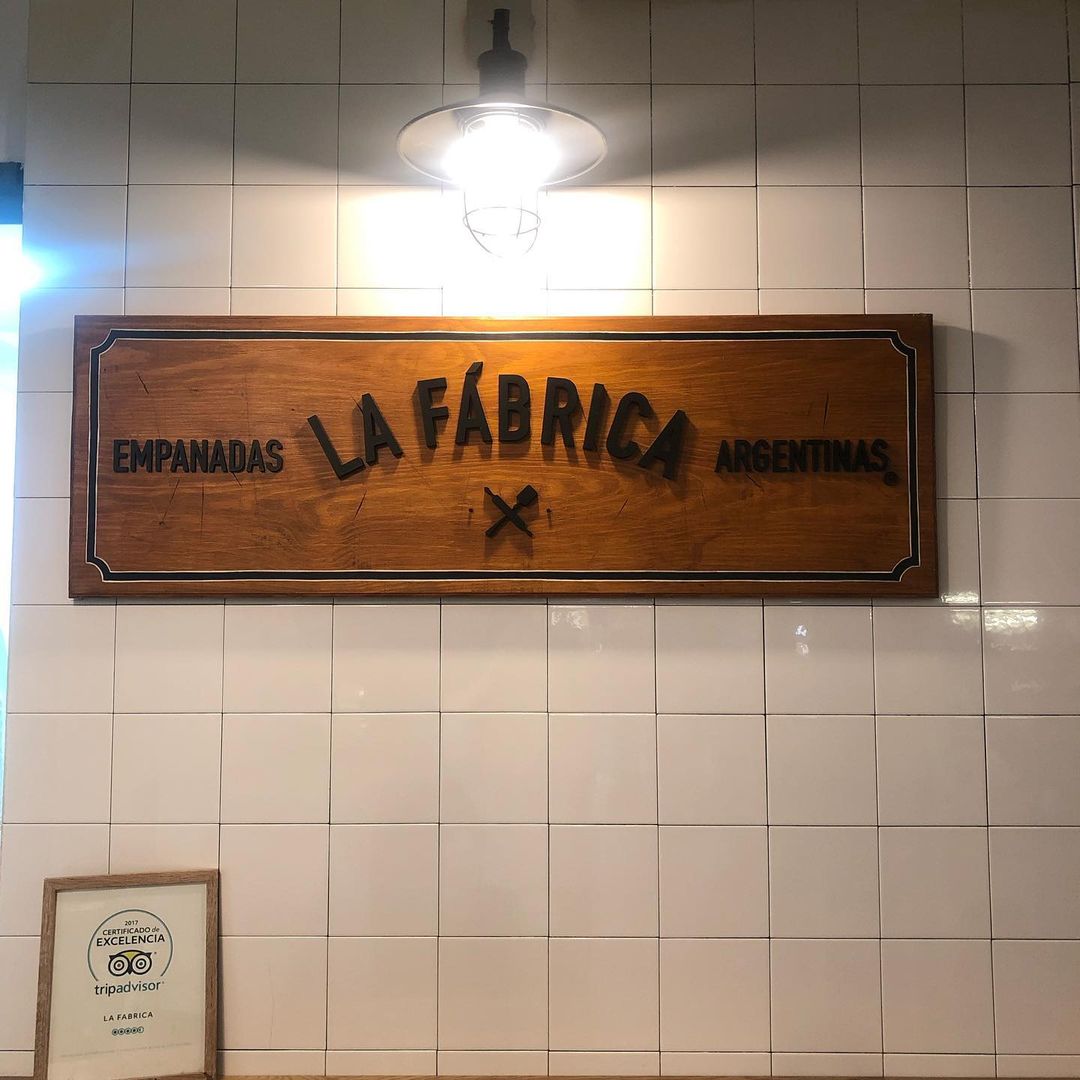 EMPANADAS LA FÁBRICA ARGENTINAS
2017
CERTIFICADO de
EXCELENCIA
tripadvisor®
LA FABRICA